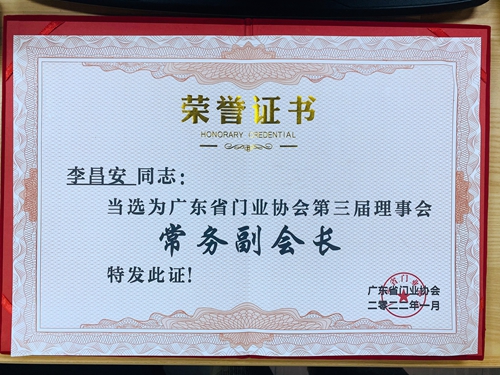 荣誉证书
HONORARY CREDENTIAL
李昌安 同志：
当选为广东省门业协会第三届理事会
常务副会长
特发此证！
广东省门业协会
二零二二年一月